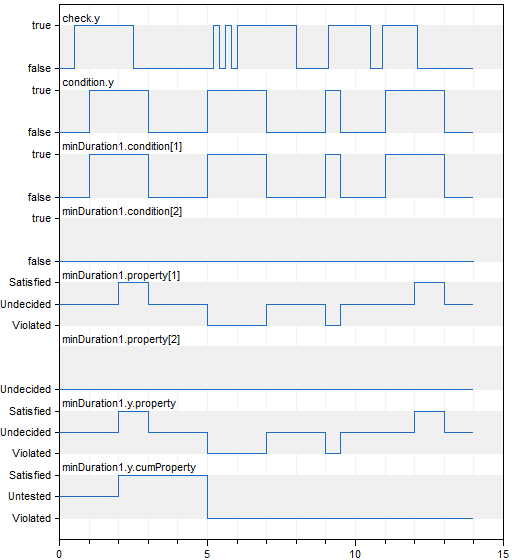 check.y
true
false
condition.y
true
false
minDuration1.condition[1]
true
false
minDuration1.condition[2]
true
false
minDuration1.property[1]
Satisfied
Undecided
Violated
minDuration1.property[2]
Undecided
minDuration1.y.property
Satisfied
Undecided
Violated
minDuration1.y.cumProperty
Satisfied
Untested
Violated
0 5 10 15